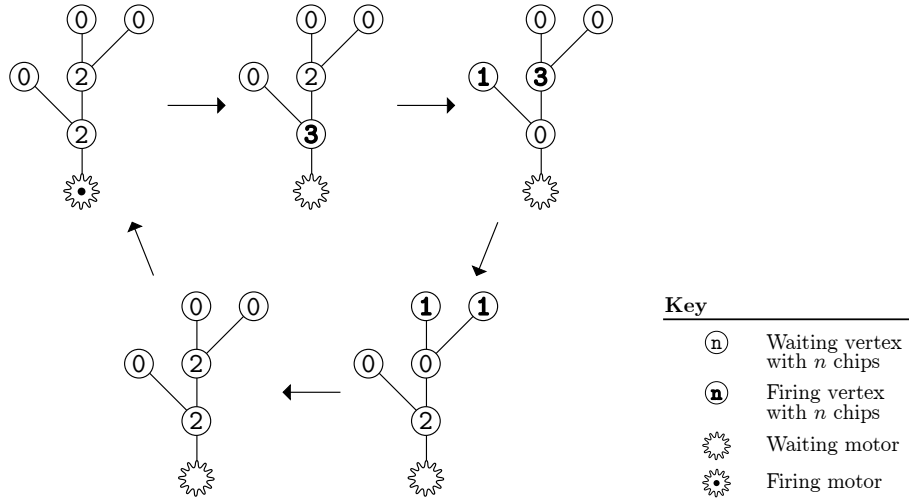 0 0 0 0 0 0
0 2 0 2 1 3
2 3 0
0 0 1 1
0 2 0 0
2 2
Key
n Waiting vertex
with n chips
n Firing vertex
with n chips
Waiting motor
Firing motor